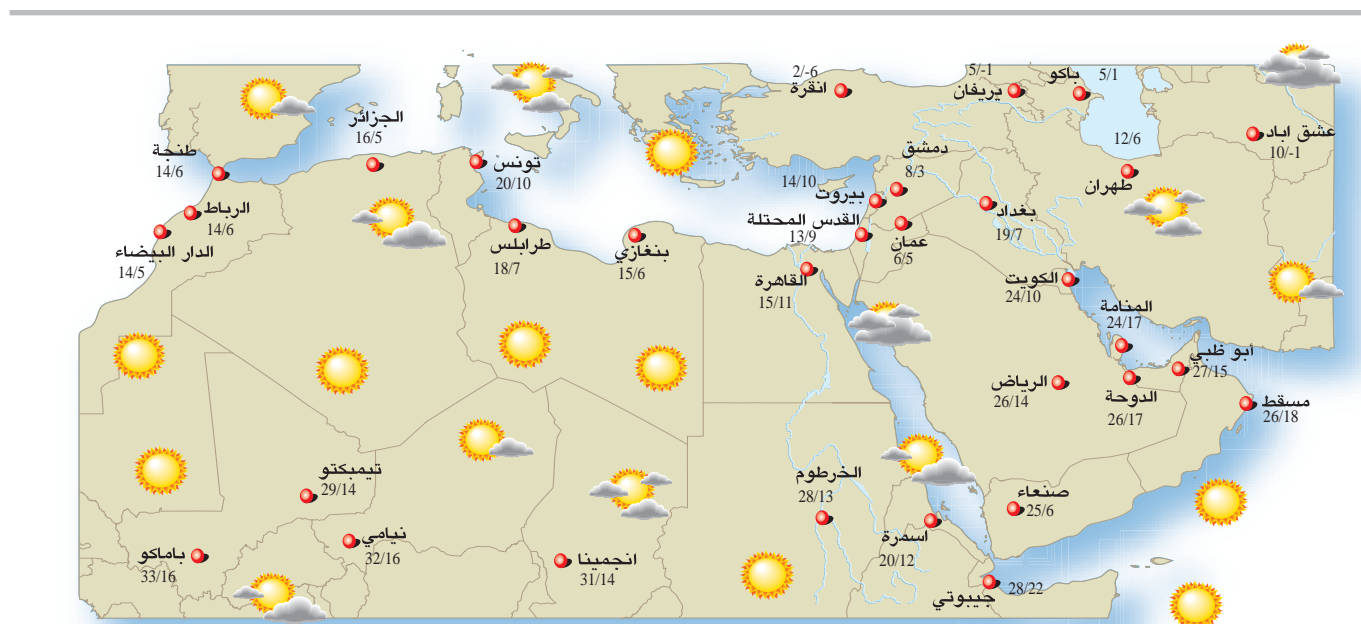 2/-6
انقرة
5/-1
يريفان
باكو
5/1
عشق اباد
10/-1
12/6
طهران
الجزائر
16/5
طنجة
14/6
تونس
20/10
دمشق
8/3
14/10
بيروت
القدس المحتلة
13/9
عمان
6/5
بغداد
19/7
الرباط
14/6
الدار البيضاء
14/5
طرابلس
18/7
بنغازي
15/6
القاهرة
15/11
الكويت
24/10
المنامة
24/17
أبو ظبي
27/15
الرياض
26/14
الدوحة
26/17
مسقط
26/18
تيمبكتو
29/14
الخرطوم
28/13
صنعاء
25/6
اسمرة
20/12
نيامي
32/16
باماكو
33/16
انجمينا
31/14
28/22
جيبوتي